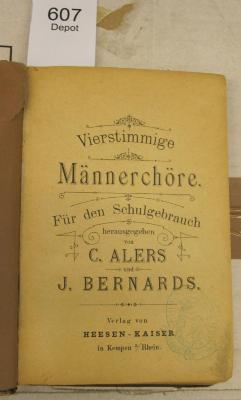 607
Depot
Vierstimmige
Männerchöre.
Für den Schulgebrauch
herausgegeben
von
C. ALERS
und
J. BERNARDS.
Verlag von
HEESEN-KAISER
in Kempen a/Rhein.